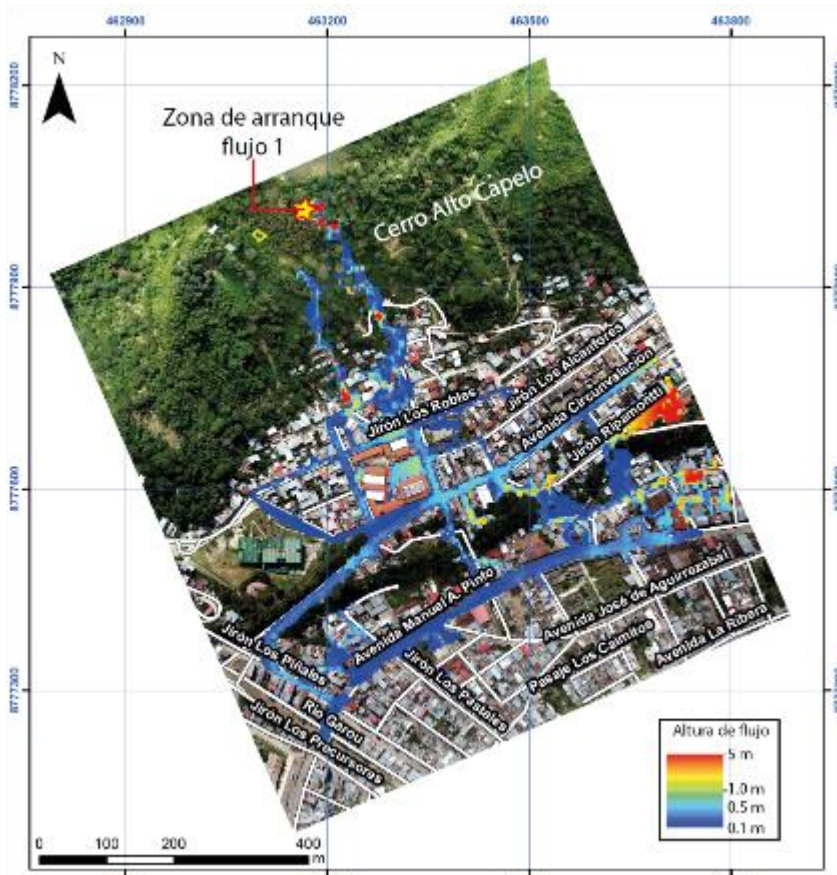 462900 463200 463500 463800
N
8778200
Zona de arranque
flujo 1
Cerro Alto Capelo
8777900
Jirón Los Alcanfores
Jirón Los Robles
Avenida Circunvalación
Jirón Ripamontti
8777600
Avenida Manuel A. Pinto
Avenida José de Aguirrezabal
Jirón Los Piñales
Jirón Los Pastales
Pasaje Los Caimitos
Avenida La Ribera
8777300
Río Garou
Jirón Los Precursores
Altura de flujo
5 m
1.0 m
0.5 m
0.1 m
0 100 200 400
m